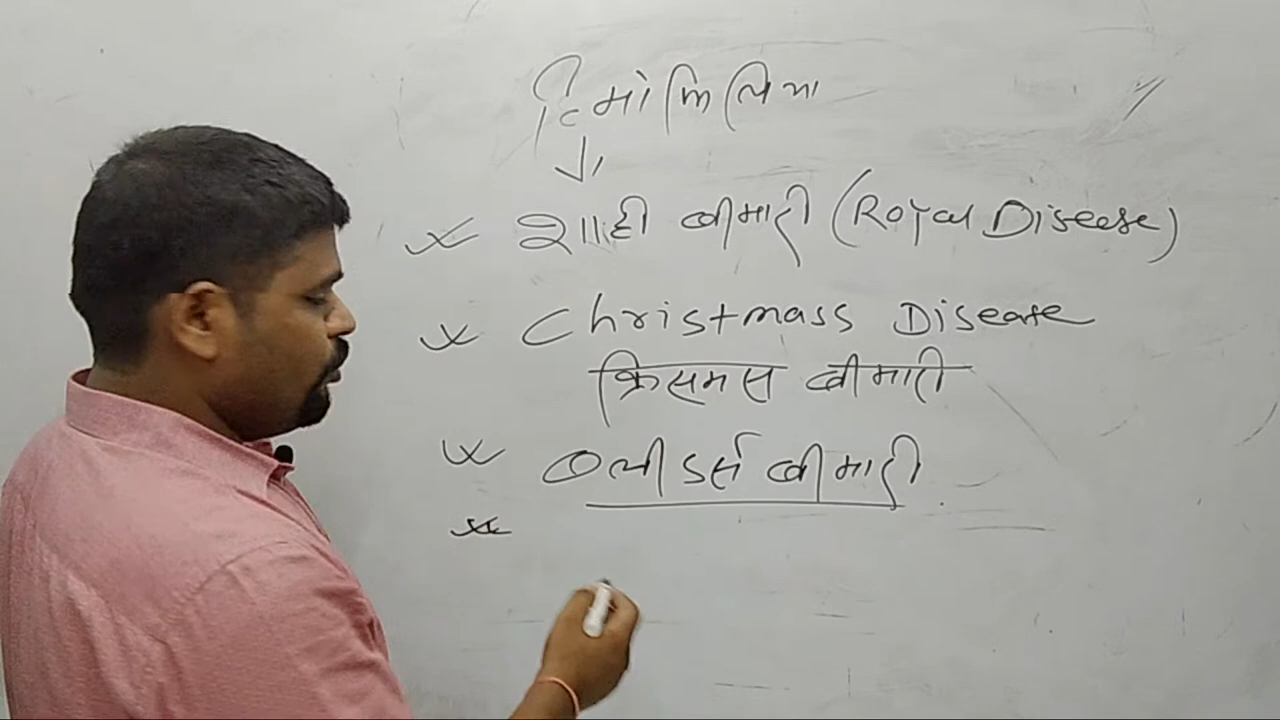 हिमोफिलिया
शाही बीमारी (Royal Disease)
Christmass Disease
क्रिसमस बीमारी
ब्लीडर्स बीमारी